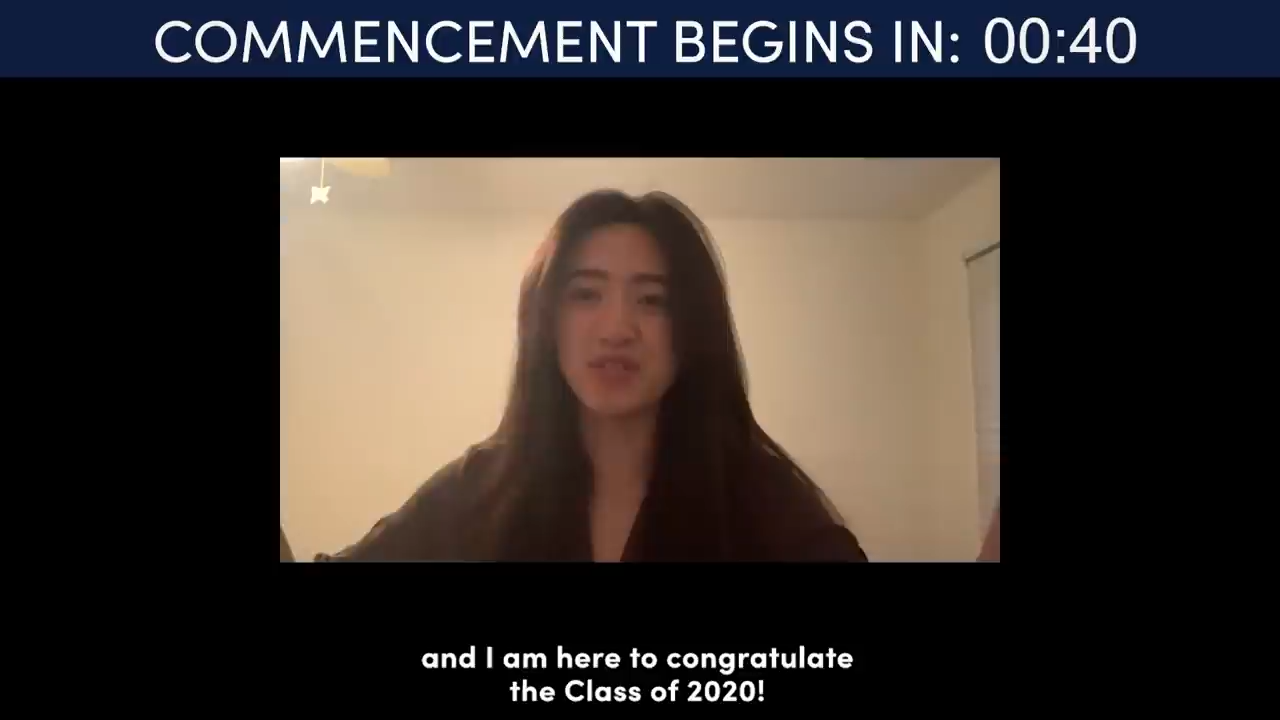 COMMENCEMENT BEGINS IN: 00:40
and I am here to congratulate
the Class of 2020!